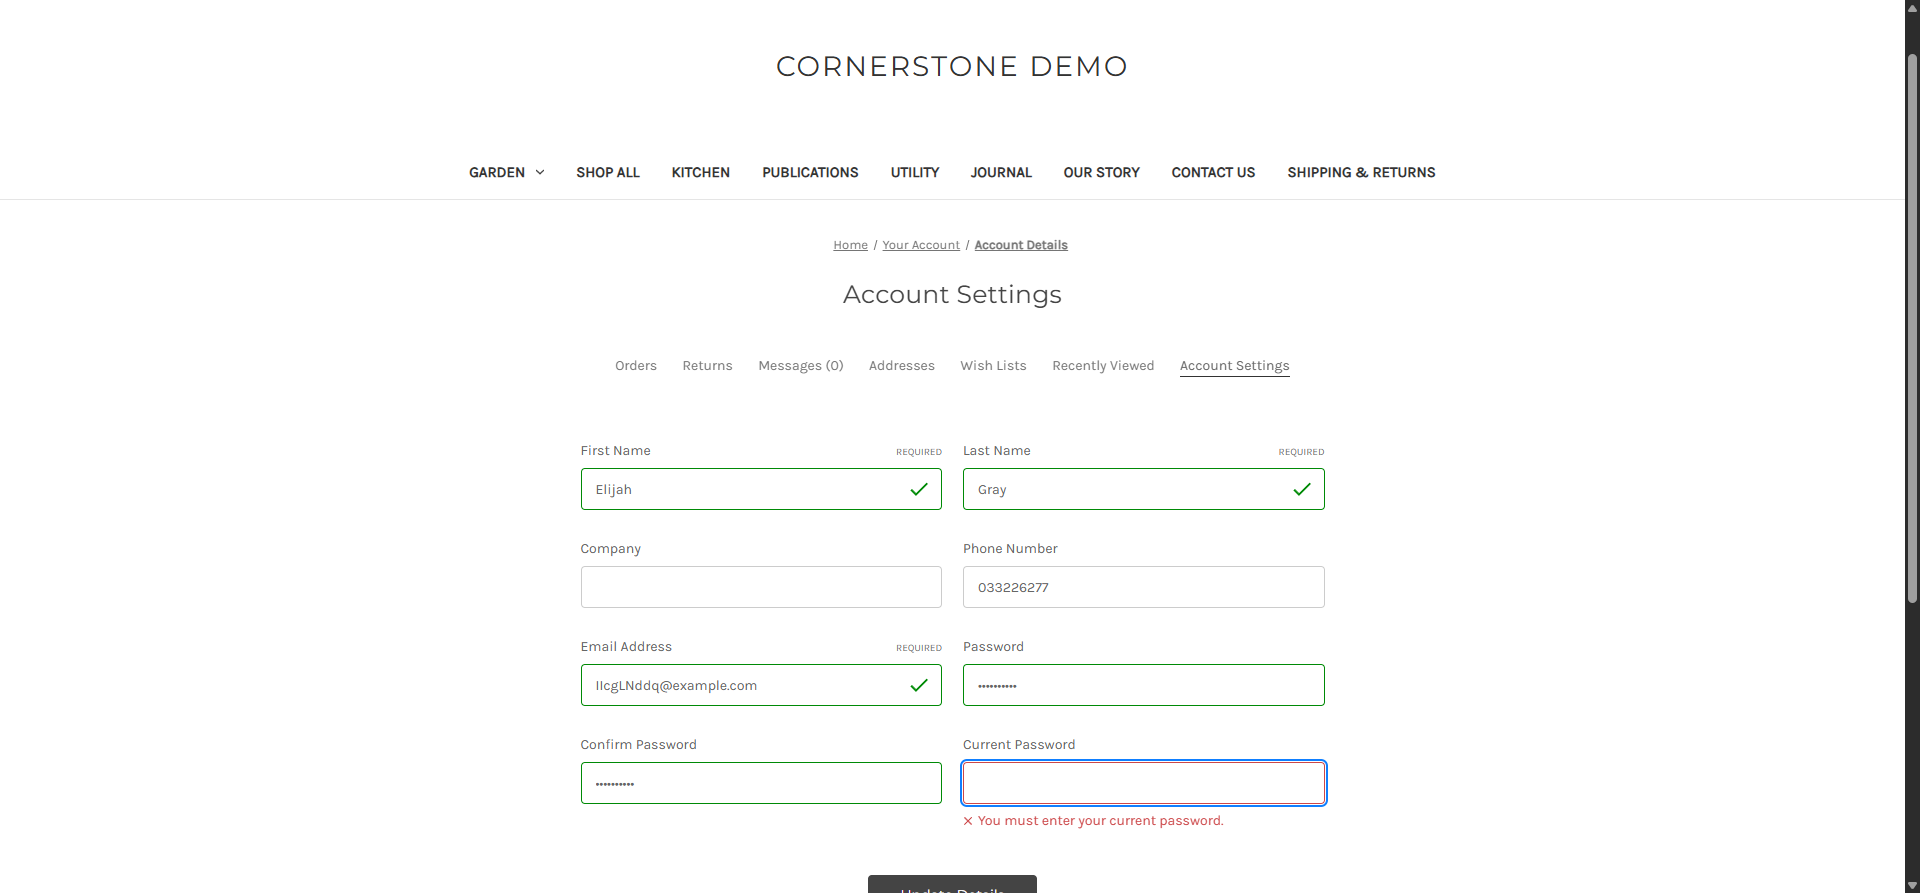 CORNERSTONE DEMO
GARDEN SHOP ALL KITCHEN PUBLICATIONS UTILITY JOURNAL OUR STORY CONTACT US SHIPPING & RETURNS
Home / Your Account / Account Details
Account Settings
Orders Returns Messages (0) Addresses Wish Lists Recently Viewed Account Settings
First Name REQUIRED Last Name REQUIRED
Elijah Gray
Company Phone Number
033226277
Email Address REQUIRED Password
IIcgLNddq@example.com ••••••••••
Confirm Password Current Password
••••••••••
You must enter your current password.
Update Details